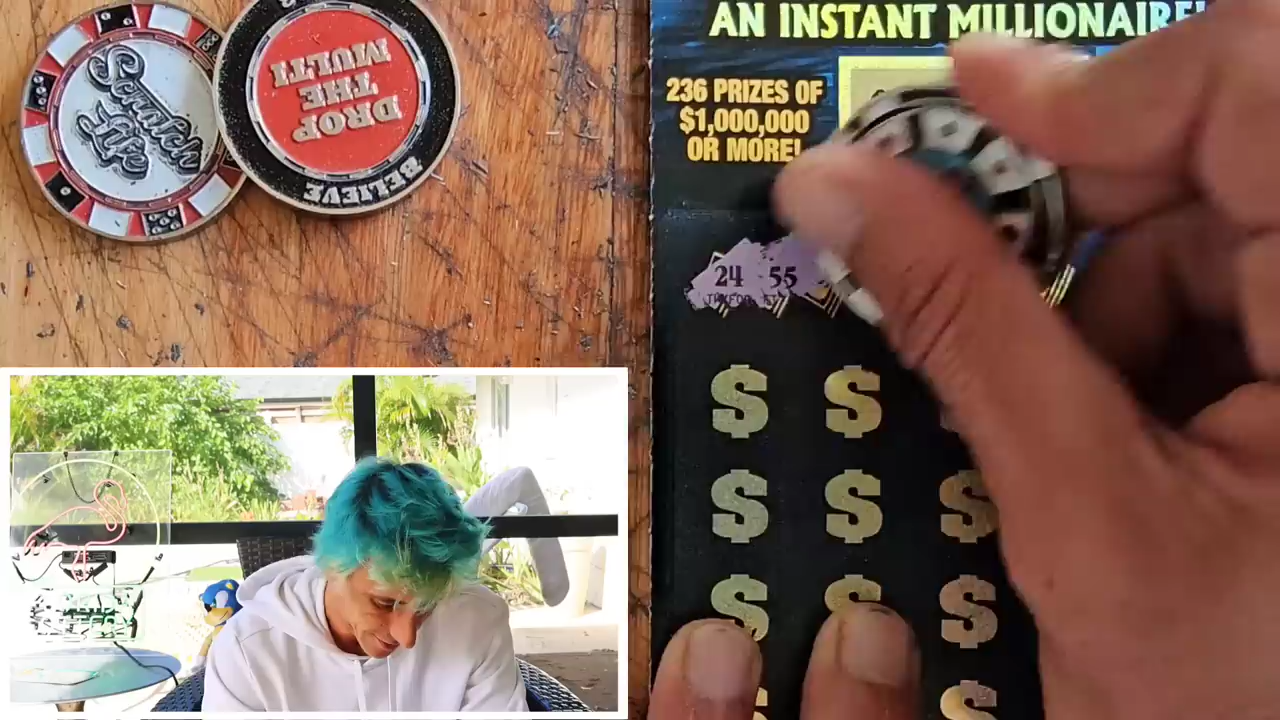 Scratch
Life
DROP
THE
MULTI
BELIEVE
AN INSTANT MILLIONAIRE!
236 PRIZES OF
$1,000,000
OR MORE!
24 55
$ $
$ $ $
$ $ $
$ $